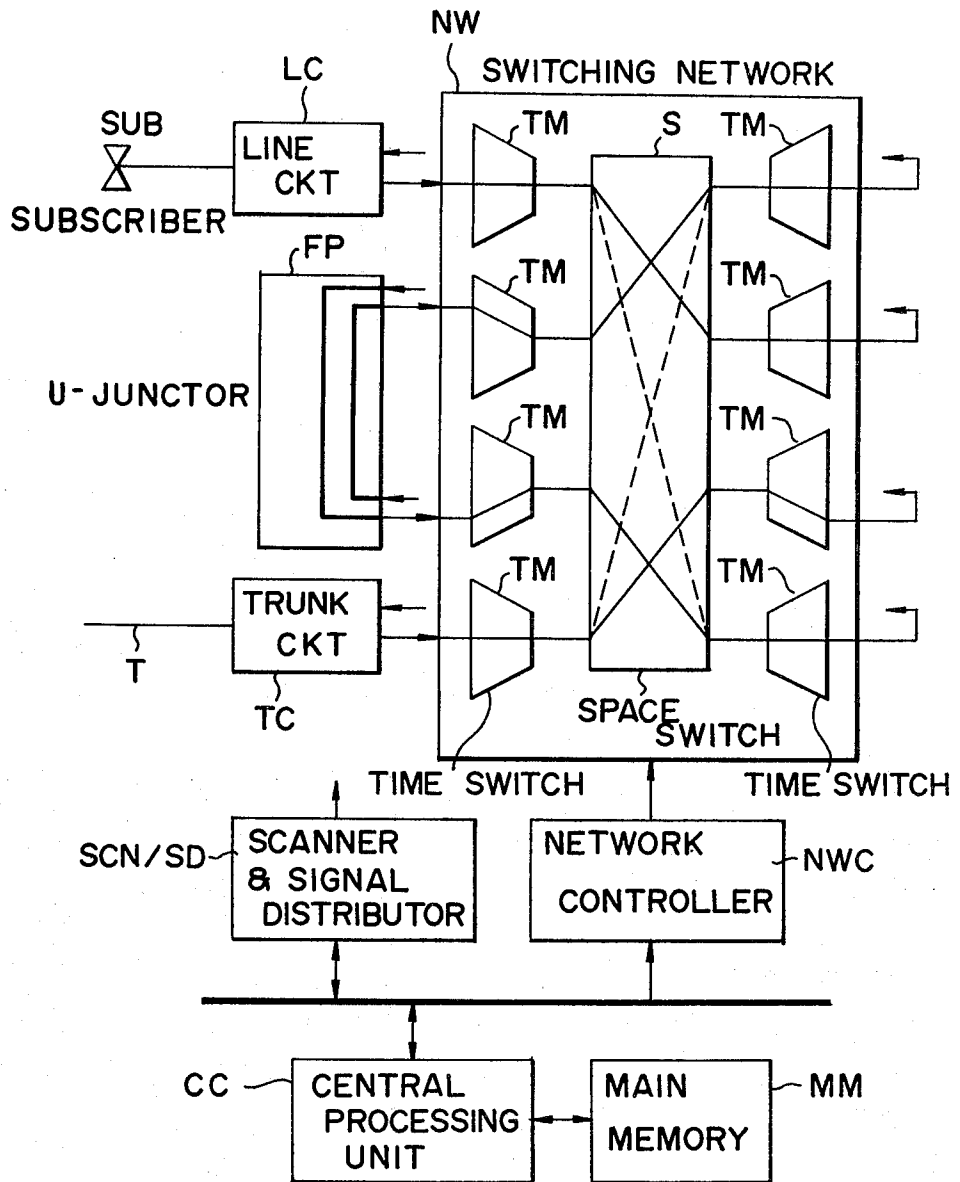 NW
LC
SWITCHING NETWORK
SUB
TM
S
TM
LINE
CKT
SUBSCRIBER
FP
TM
TM
U-JUNCTOR
TM
TM
TRUNK
CKT
TM
TM
T
TC
SPACE
SWITCH
TIME SWITCH
TIME SWITCH
SCN/SD
SCANNER
& SIGNAL
DISTRIBUTOR
NETWORK
CONTROLLER
NWC
CC
CENTRAL
PROCESSING
UNIT
MAIN
MEMORY
MM